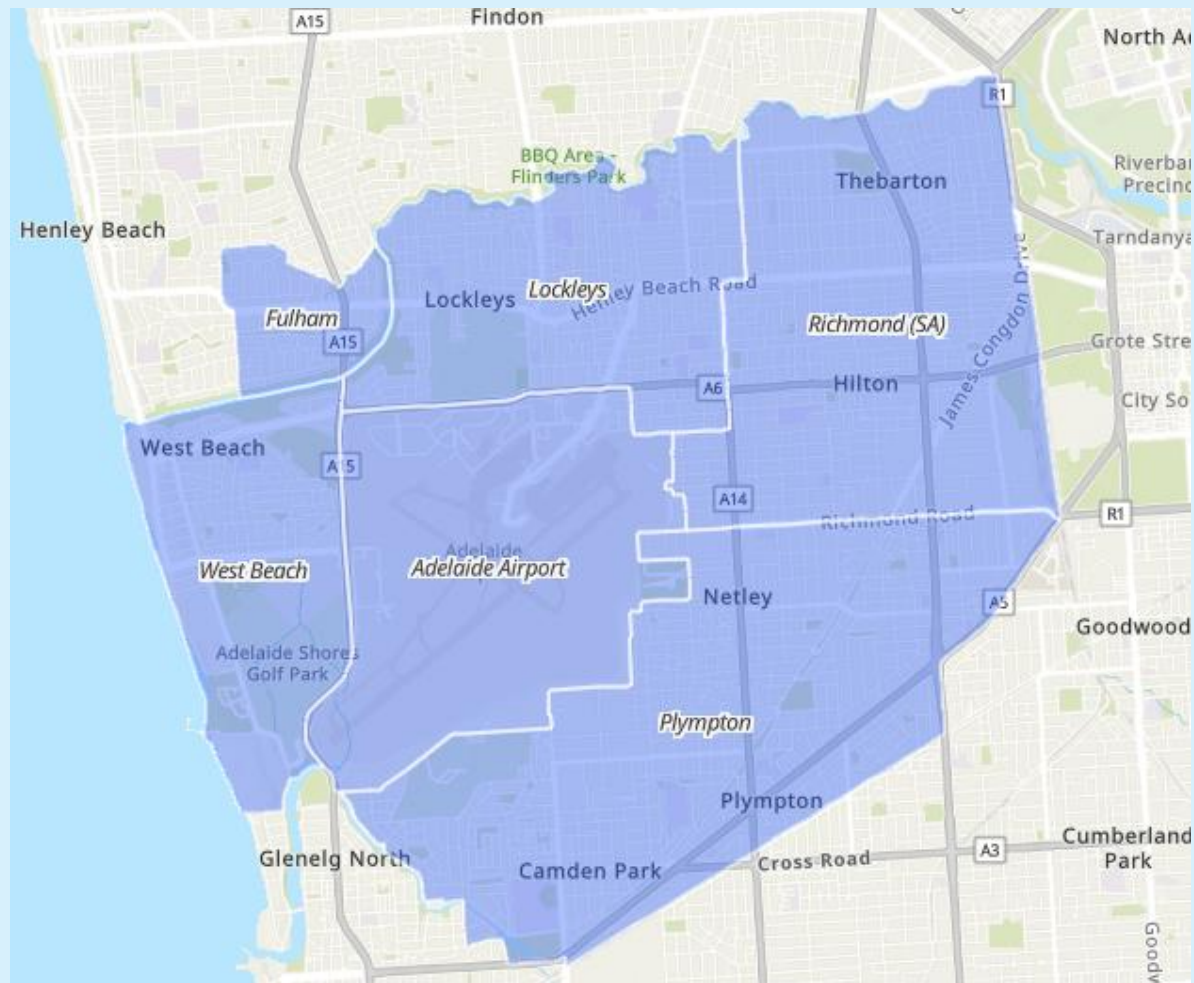 Findon
A15
North A
R1
BBQ Area -
Flinders Park
Thebarton
Riverba
Precinc
Henley Beach
Tarndanya
Lockleys
Lockleys
Henley Beach Road
Fulham
A15
Richmond (SA)
James Congdon Drive
Grote Stre
A6
Hilton
City So
West Beach
A15
A14
Richmond Road
R1
Adelaide
Adelaide Airport
West Beach
Netley
A5
Goodwood
Adelaide Shores
Golf Park
Plympton
Plympton
Glenelg North
Camden Park
Cross Road
A3
Cumberland
Park
Goodw